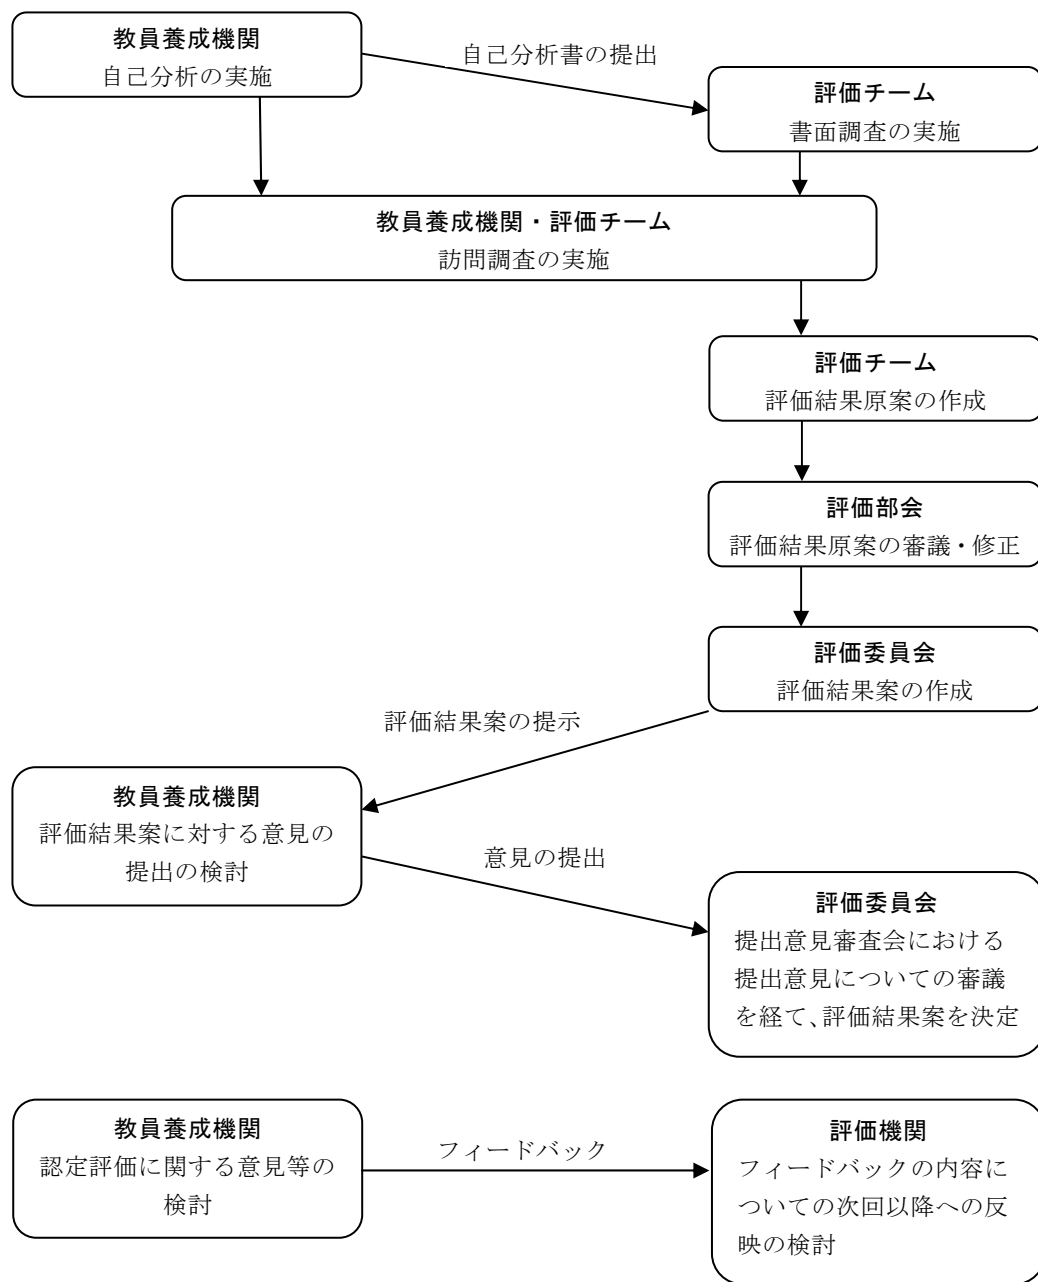 教員養成機関
自己分析の実施
自己分析書の提出
評価チーム
書面調査の実施
教員養成機関・評価チーム
訪問調査の実施
評価チーム
評価結果原案の作成
評価部会
評価結果原案の審議・修正
評価委員会
評価結果案の作成
評価結果案の提示
教員養成機関
評価結果案に対する意見の
提出の検討
意見の提出
評価委員会
提出意見審査会における
提出意見についての審議
を経て、評価結果案を決定
教員養成機関
認定評価に関する意見等の
検討
フィードバック
評価機関
フィードバックの内容に
ついての次回以降への反
映の検討